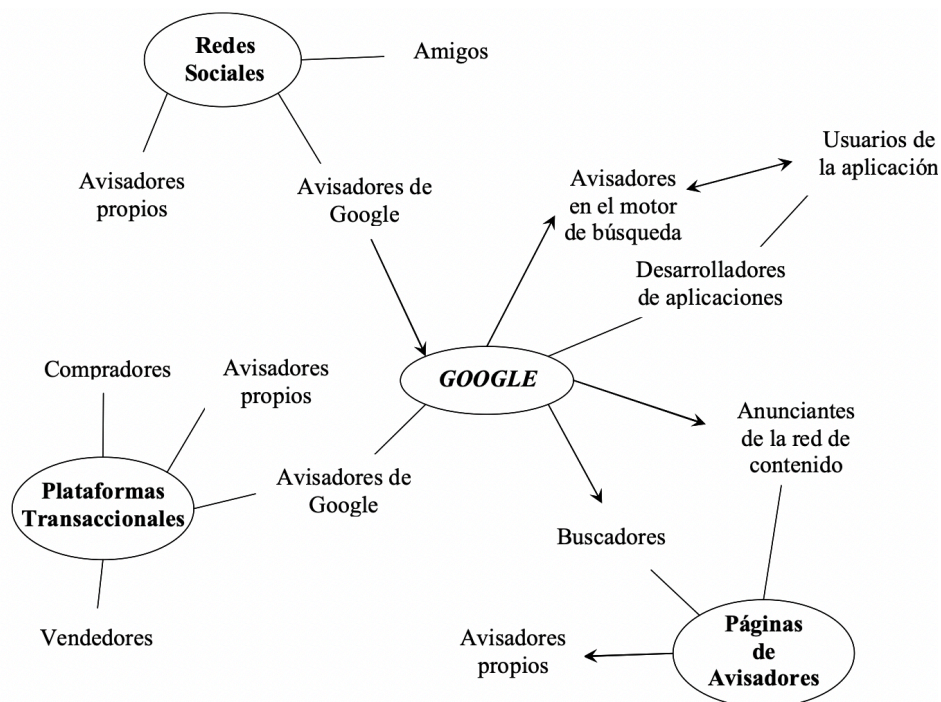 Redes
Sociales
Amigos
Avisadores
propios
Avisadores de
Google
Avisadores
en el motor
de búsqueda
Usuarios de
la aplicación
Desarrolladores
de aplicaciones
GOOGLE
Compradores
Avisadores
propios
Avisadores de
Google
Plataformas
Transaccionales
Vendedores
Anunciantes
de la red de
contenido
Buscadores
Avisadores
propios
Páginas
de
Avisadores